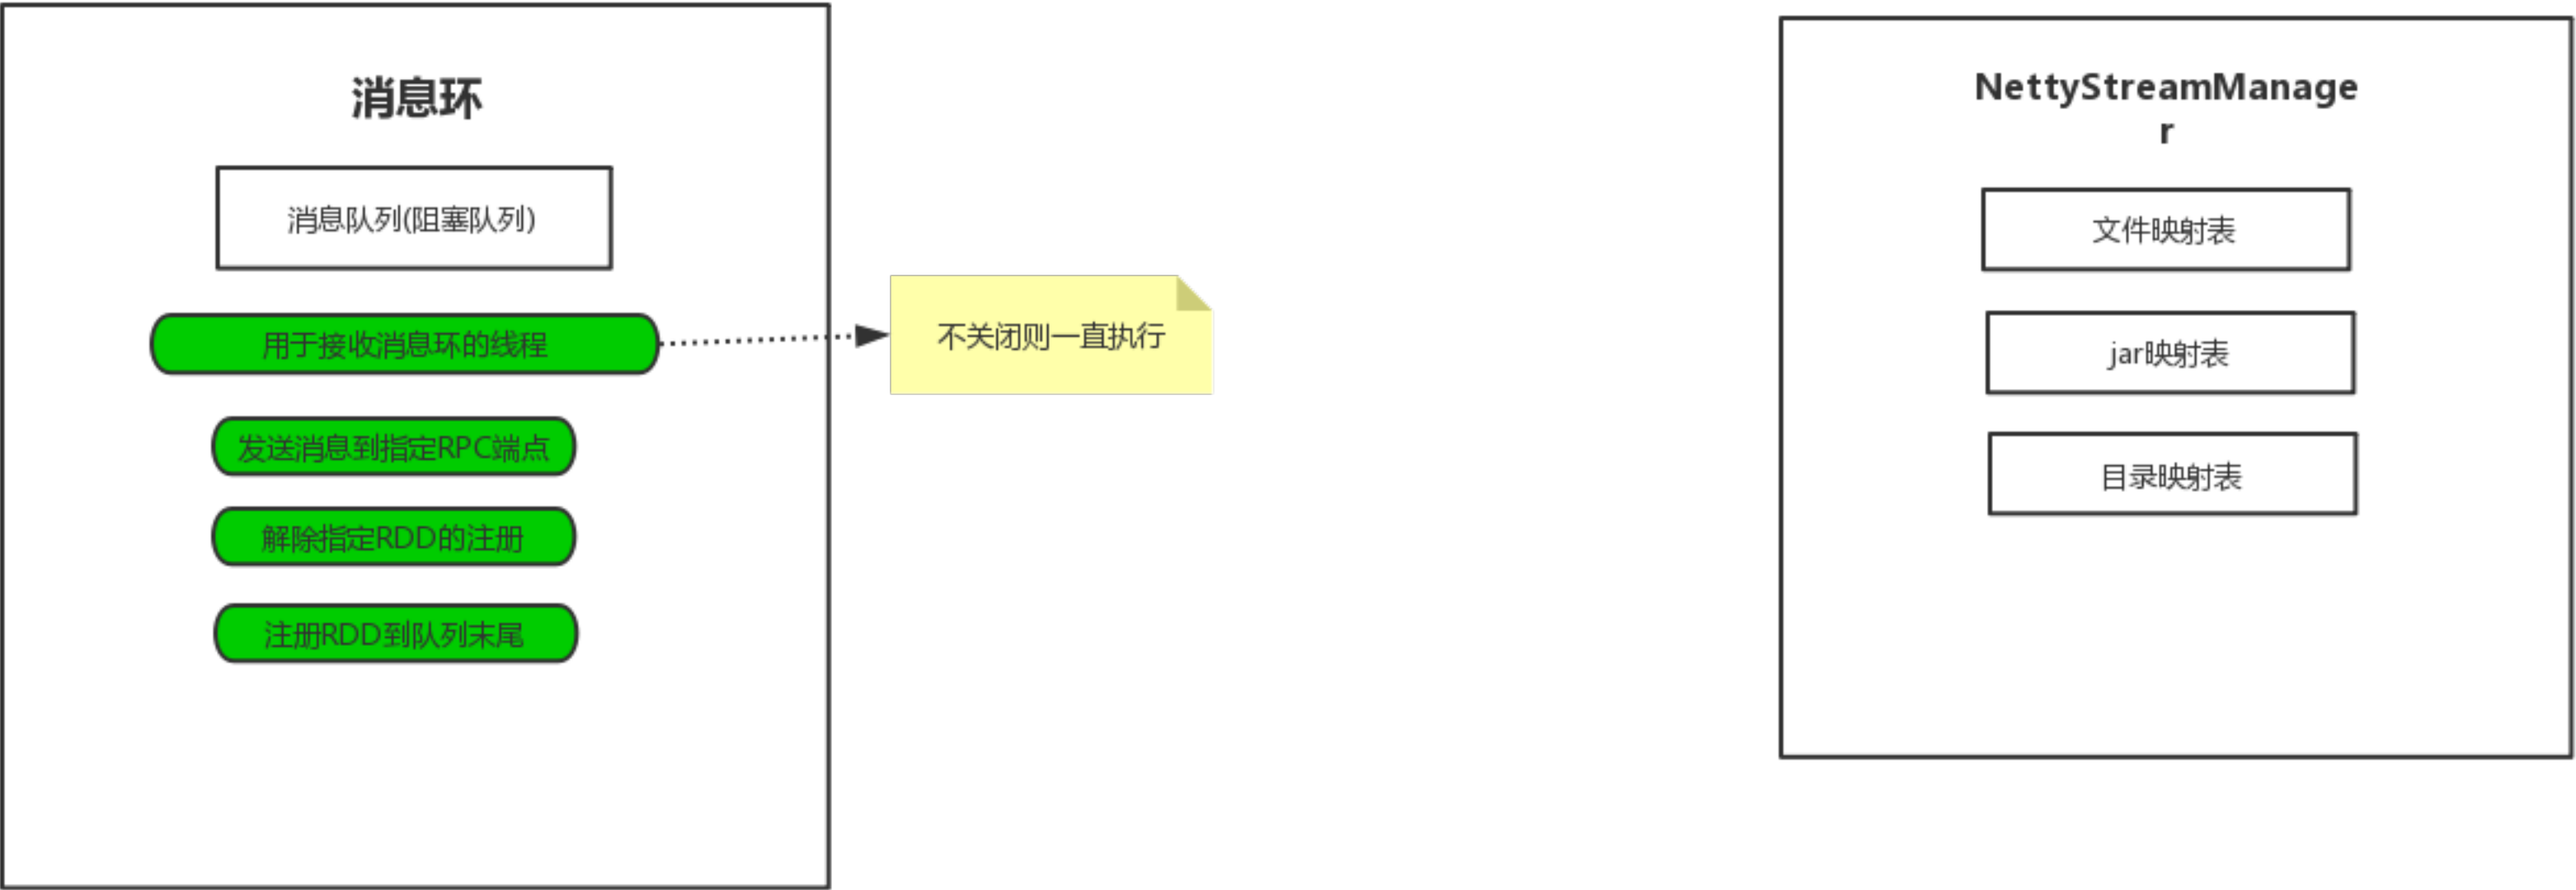 消息环
消息队列(阻塞队列)
用于接收消息环的线程
发送消息到指定RPC端点
解除指定RDD的注册
注册RDD到队列末尾
不关闭则一直执行
NettyStreamManage
r
文件映射表
jar映射表
目录映射表